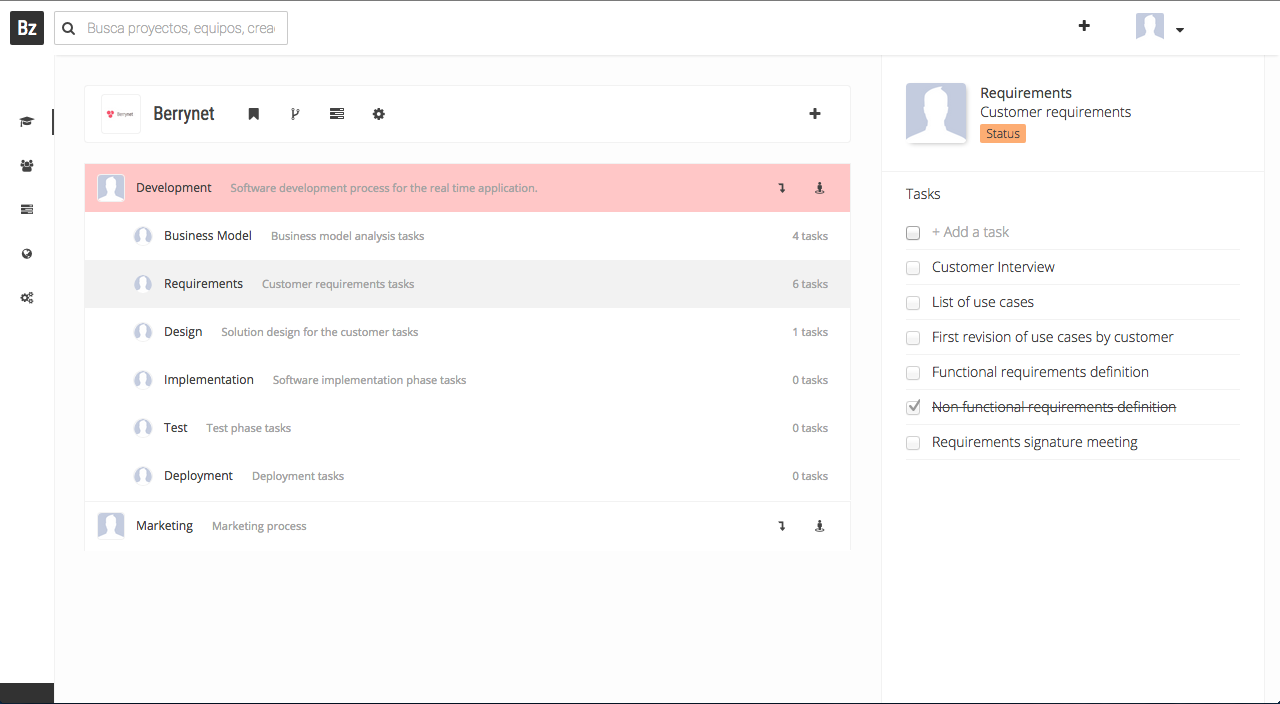 Bz
Busca proyectos, equipos, crea
Berrynet
Berrynet
Development Software development process for the real time application.
Business Model Business model analysis tasks 4 tasks
Requirements Customer requirements tasks 6 tasks
Design Solution design for the customer tasks 1 tasks
Implementation Software implementation phase tasks 0 tasks
Test Test phase tasks 0 tasks
Deployment Deployment tasks 0 tasks
Marketing Marketing process
Requirements
Customer requirements
Status
Tasks
+ Add a task
Customer Interview
List of use cases
First revision of use cases by customer
Functional requirements definition
Non functional requirements definition
Requirements signature meeting